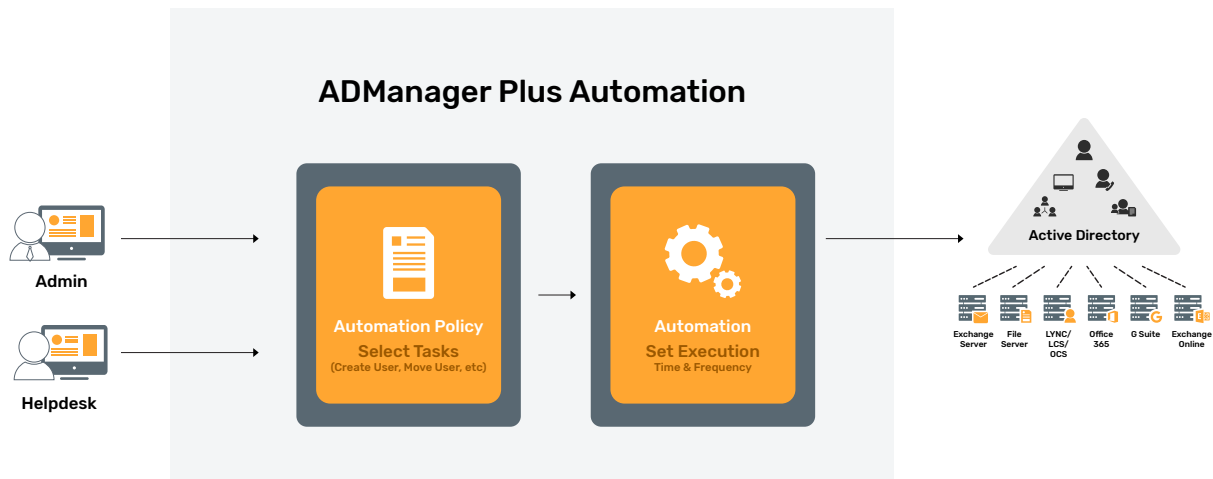 ADManager Plus Automation
Admin
Helpdesk
Automation Policy
Select Tasks
(Create User, Move User, etc)
Automation
Set Execution
Time & Frequency
Active Directory
Exchange
Server
File
Server
LYNC/
LCS/
OCS
Office
365
G Suite
Exchange
Online